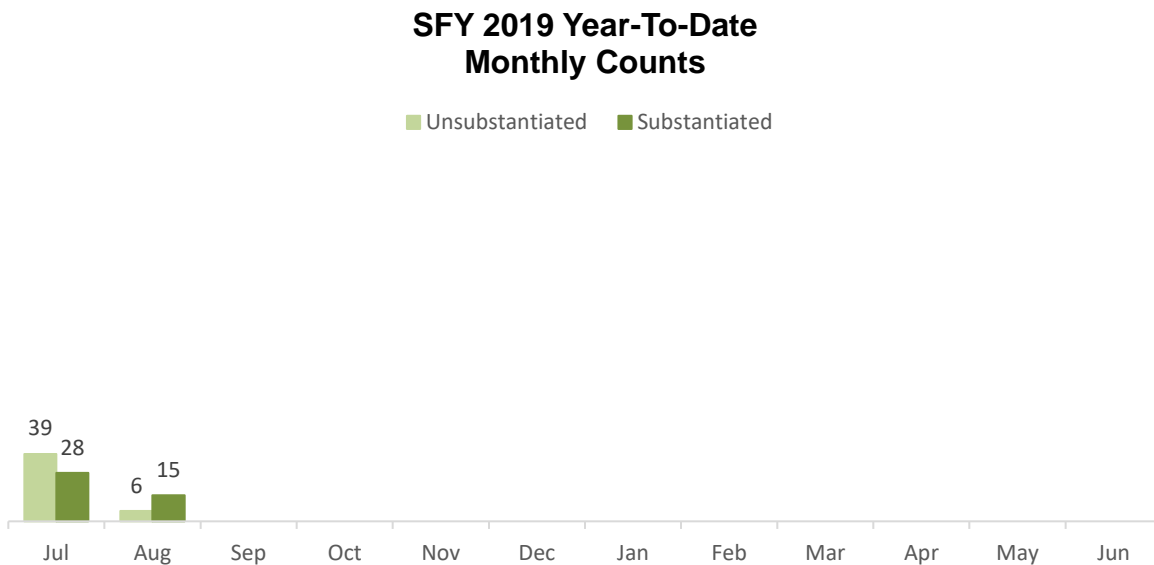 SFY 2019 Year-To-Date
Monthly Counts
Unsubstantiated Substantiated
39
28
6
15
Jul Aug Sep Oct Nov Dec Jan Feb Mar Apr May Jun